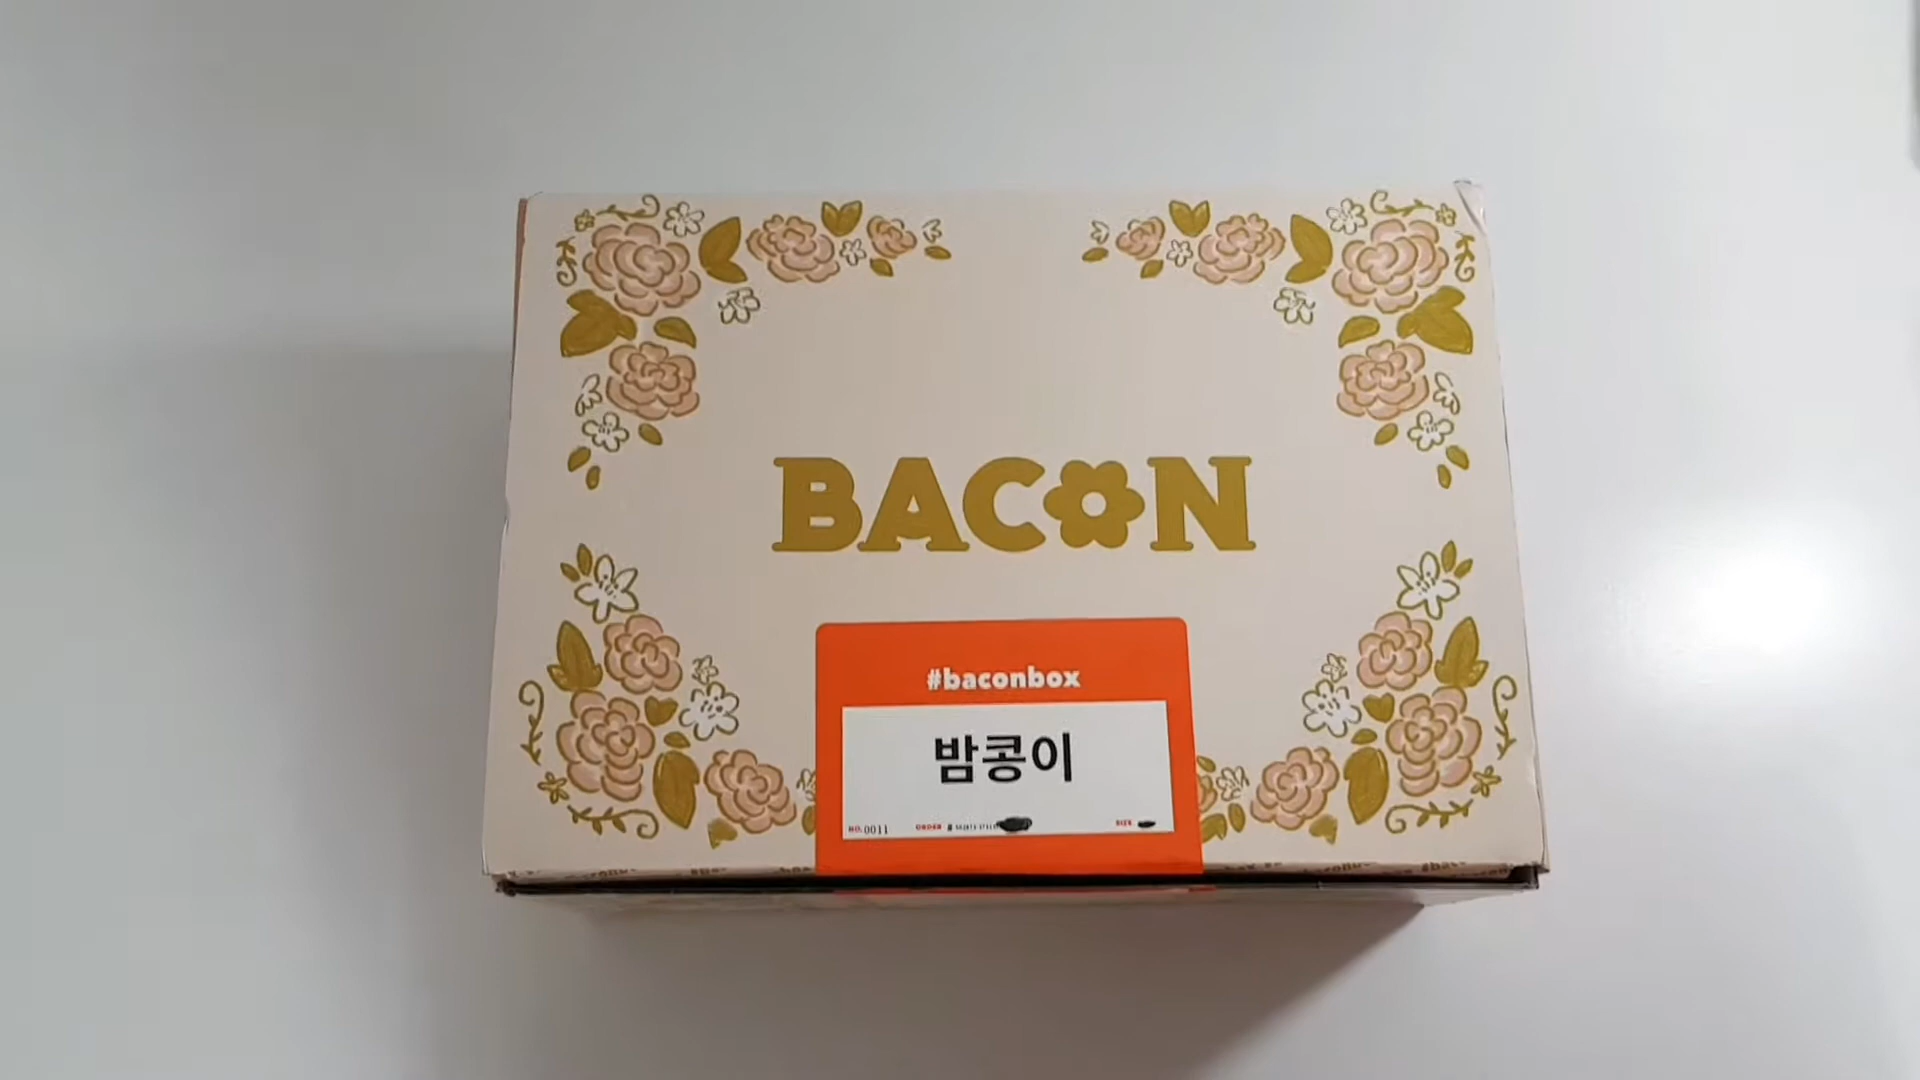 BACON
#baconbox
밤콩이
NO. 0011
ORDER #
SIZE